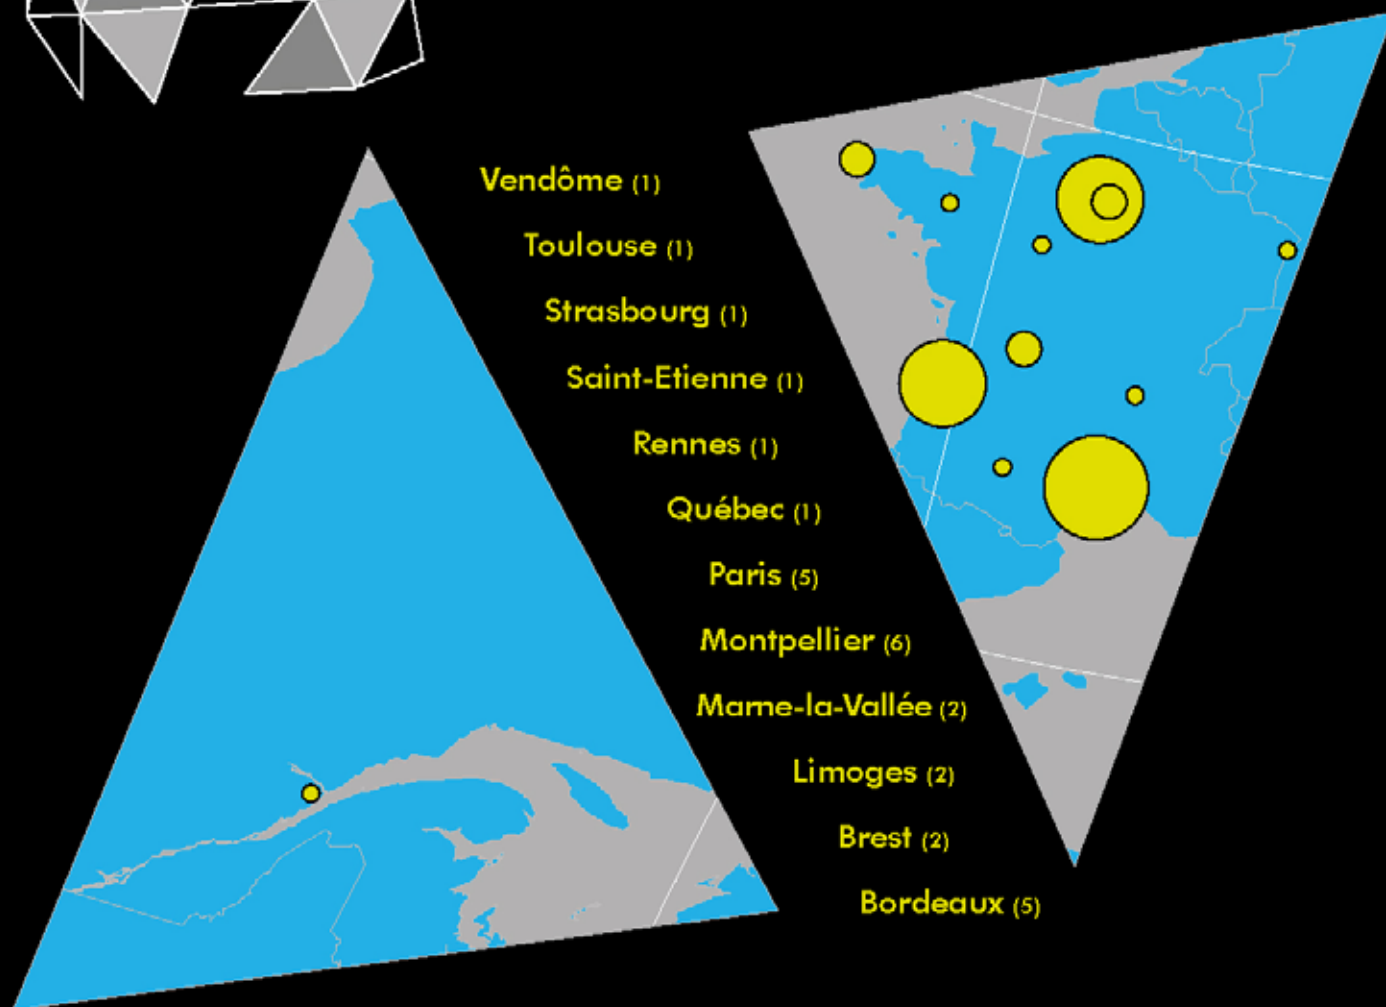 Vendôme (1)
Toulouse (1)
Strasbourg (1)
Saint-Etienne (1)
Rennes (1)
Québec (1)
Paris (5)
Montpellier (6)
Marne-la-Vallée (2)
Limoges (2)
Brest (2)
Bordeaux (5)